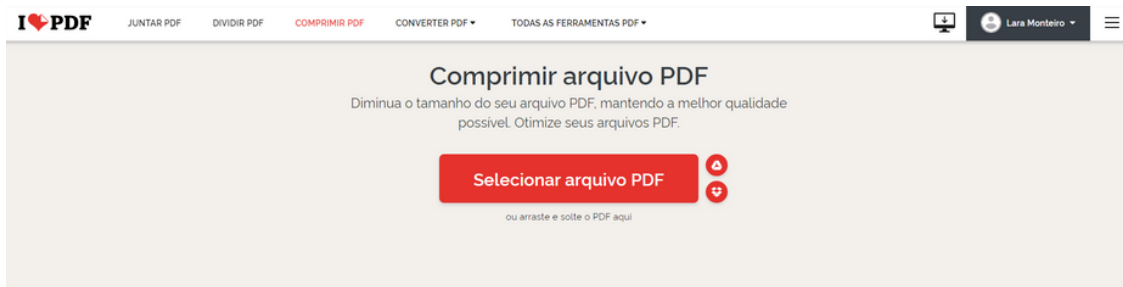 I PDF
JUNTAR PDF
DIVIDIR PDF
COMPRIMIR PDF
CONVERTER PDF
TODAS AS FERRAMENTAS PDF
Lara Monteiro
Comprimir arquivo PDF
Diminua o tamanho do seu arquivo PDF, mantendo a melhor qualidade
possível. Otimize seus arquivos PDF.
Selecionar arquivo PDF
ou arraste e solte o PDF aqui